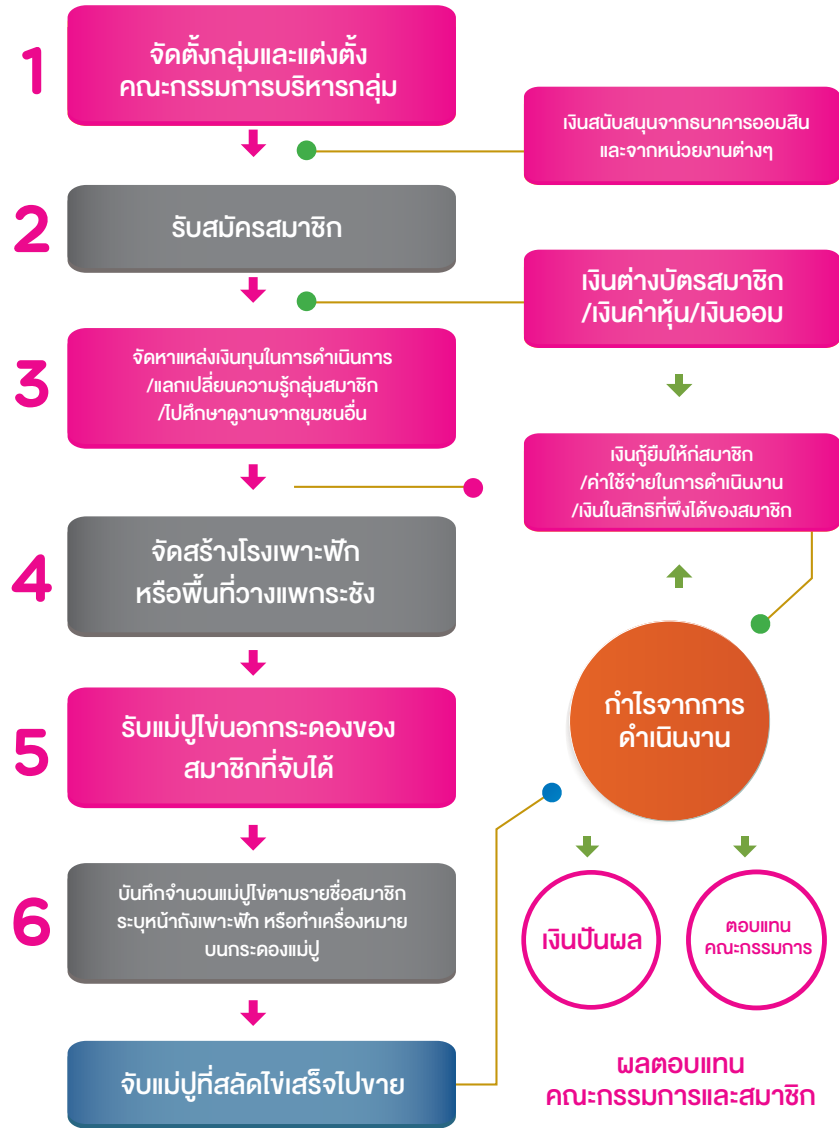 1
จัดตั้งกลุ่มและแต่งตั้ง
คณะกรรมการบริหารกลุ่ม
เงินสนับสนุนจากธนาคารออมสิน
และจากหน่วยงานต่างๆ
2
รับสมัครสมาชิก
เงินต่างบัตรสมาชิก
/เงินค่าหุ้น/เงินออม
3
จัดหาแหล่งเงินทุนในการดำเนินการ
/แลกเปลี่ยนความรู้กลุ่มสมาชิก
/ไปศึกษาดูงานจากชุมชนอื่น
เงินกู้ยืมให้ก่สมาชิก
/ค่าใช้จ่ายในการดำเนินงาน
/เงินในสิทธิที่พึงได้ของสมาชิก
4
จัดสร้างโรงเพาะฟัก
หรือพื้นที่วางแพกระชัง
5
รับแม่ปูไข่นอกกระดองของ
สมาชิกที่จับได้
กำไรจากการ
ดำเนินงาน
6
บันทึกจำนวนแม่ปูไข่ตามรายชื่อสมาชิก
ระบุหน้าถังเพาะฟัก หรือทำเครื่องหมาย
บนกระดองแม่ปู
เงินปันผล
ตอบแทน
คณะกรรมการ
จับแม่ปูที่สลัดไข่เสร็จไปขาย
ผลตอบแทน
คณะกรรมการและสมาชิก